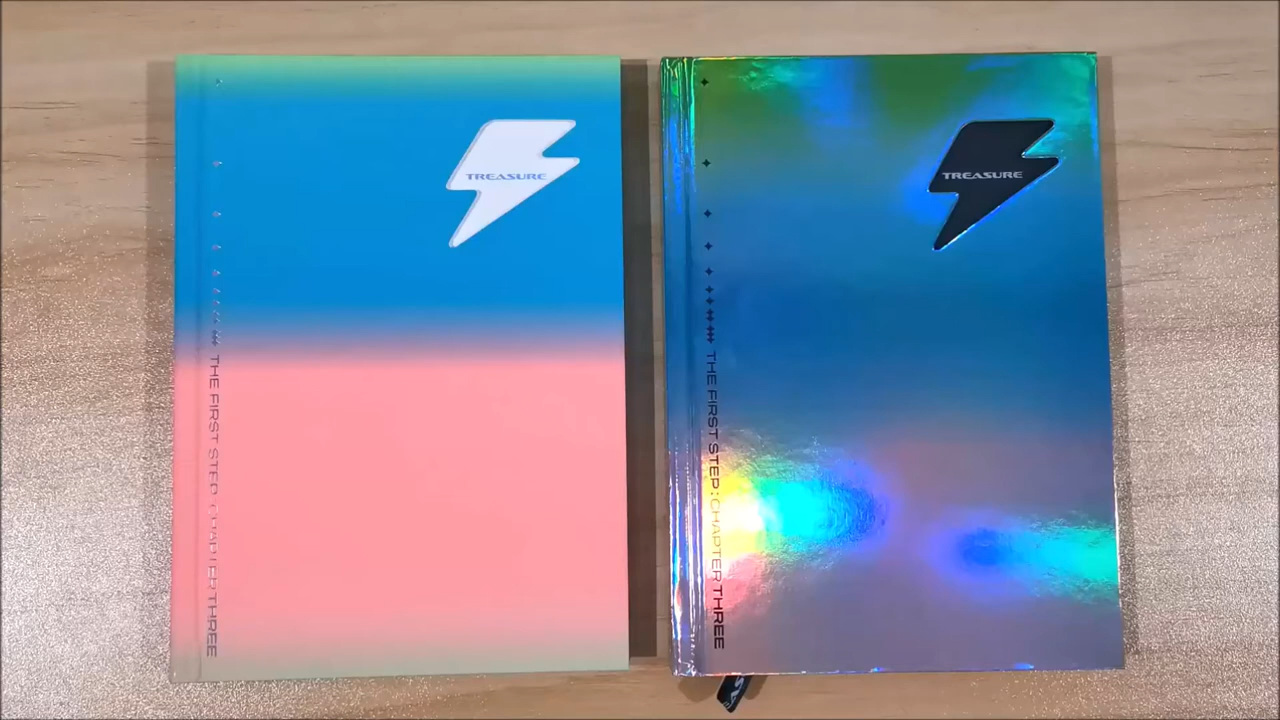 TREASURE
THE FIRST STEP : CHAPTER THREE
TREASURE
THE FIRST STEP : CHAPTER THREE